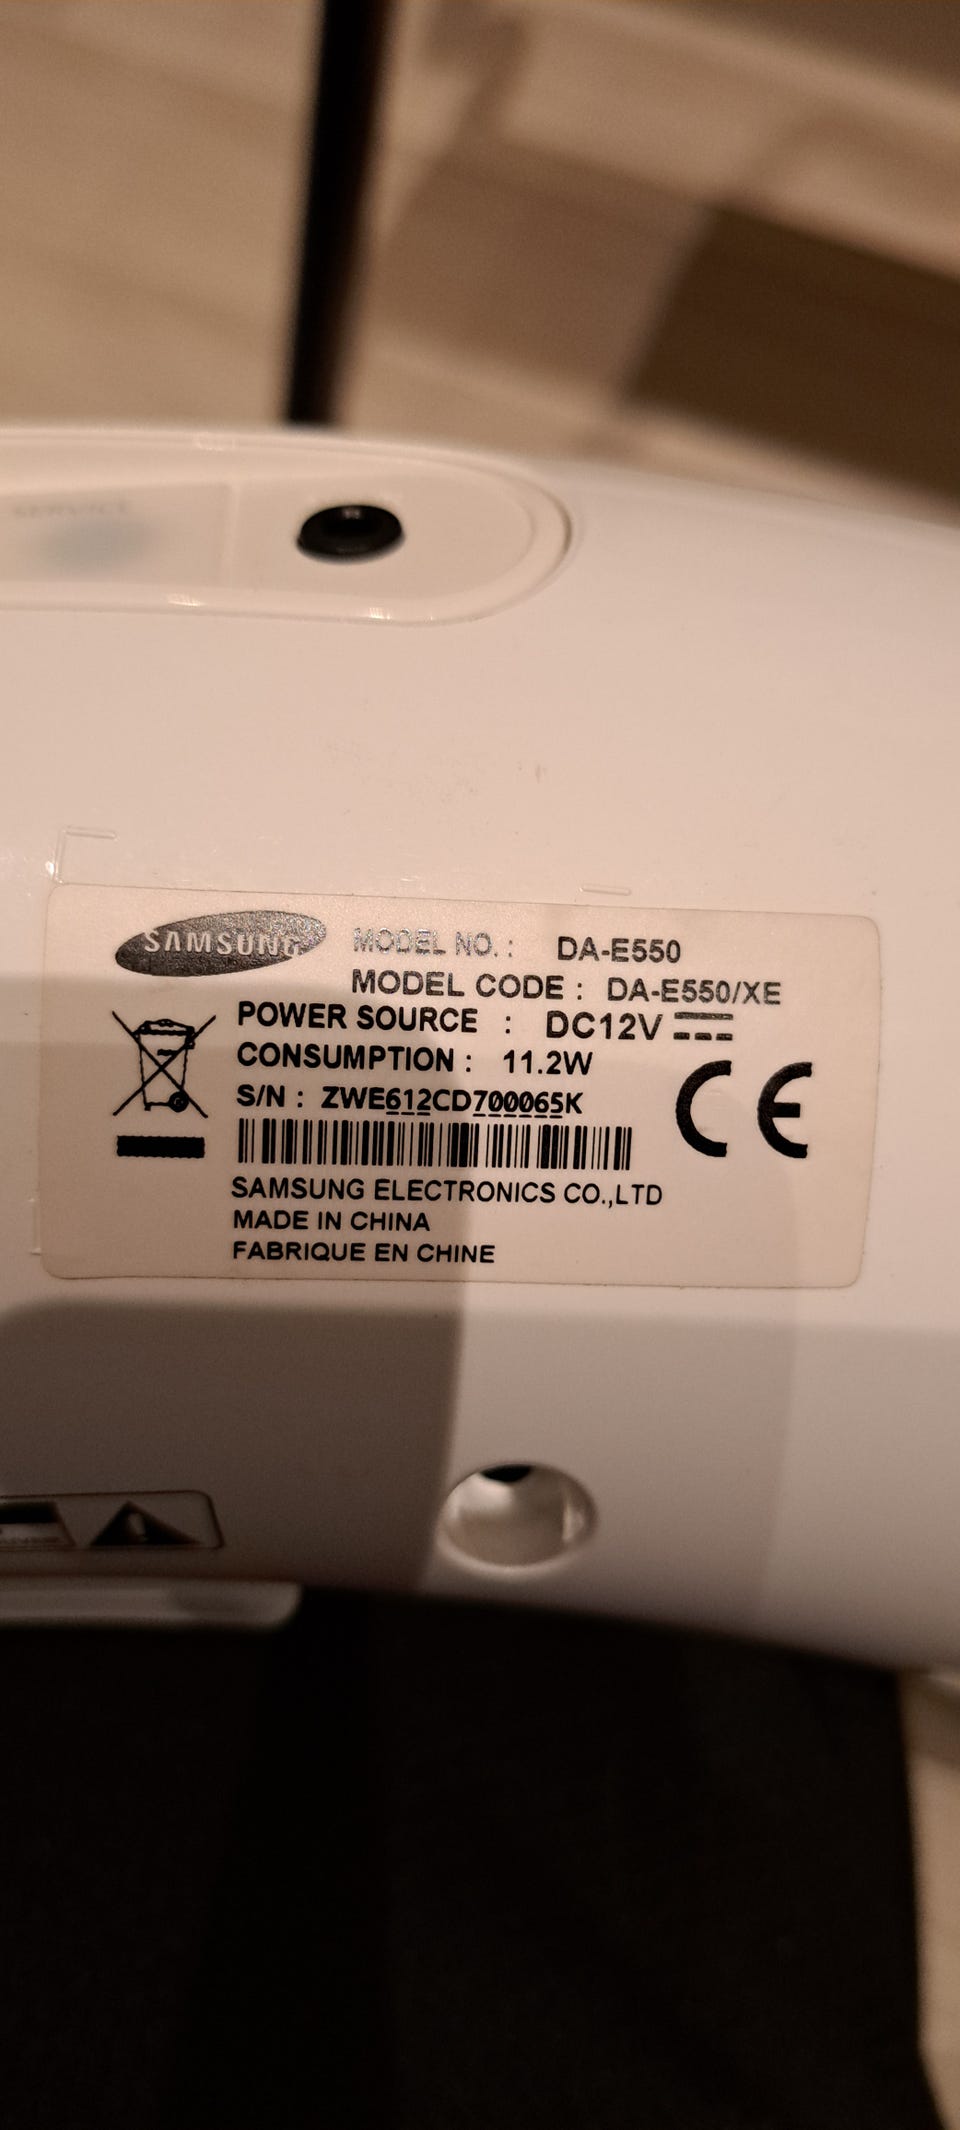 SERVICE
SAMSUNG
MODEL NO. : DA-E550
MODEL CODE : DA-E550/XE
POWER SOURCE : DC12V
CONSUMPTION : 11.2W
S/N : ZWE612CD700065K
CE
SAMSUNG ELECTRONICS CO.,LTD
MADE IN CHINA
FABRIQUE EN CHINE